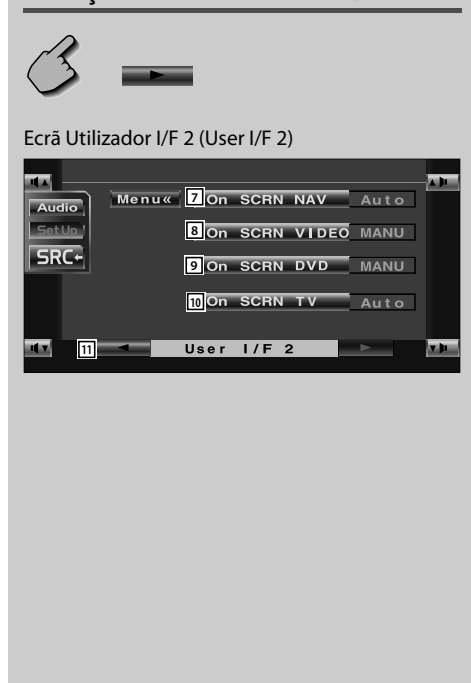 Ecrã Utilizador I/F 2 (User I/F 2)
Audio
SetUp
SRC
Menu«
7 On SCRN NAV Auto
8 On SCRN VIDEO MANU
9 On SCRN DVD MANU
10 On SCRN TV Auto
11 User I/F 2